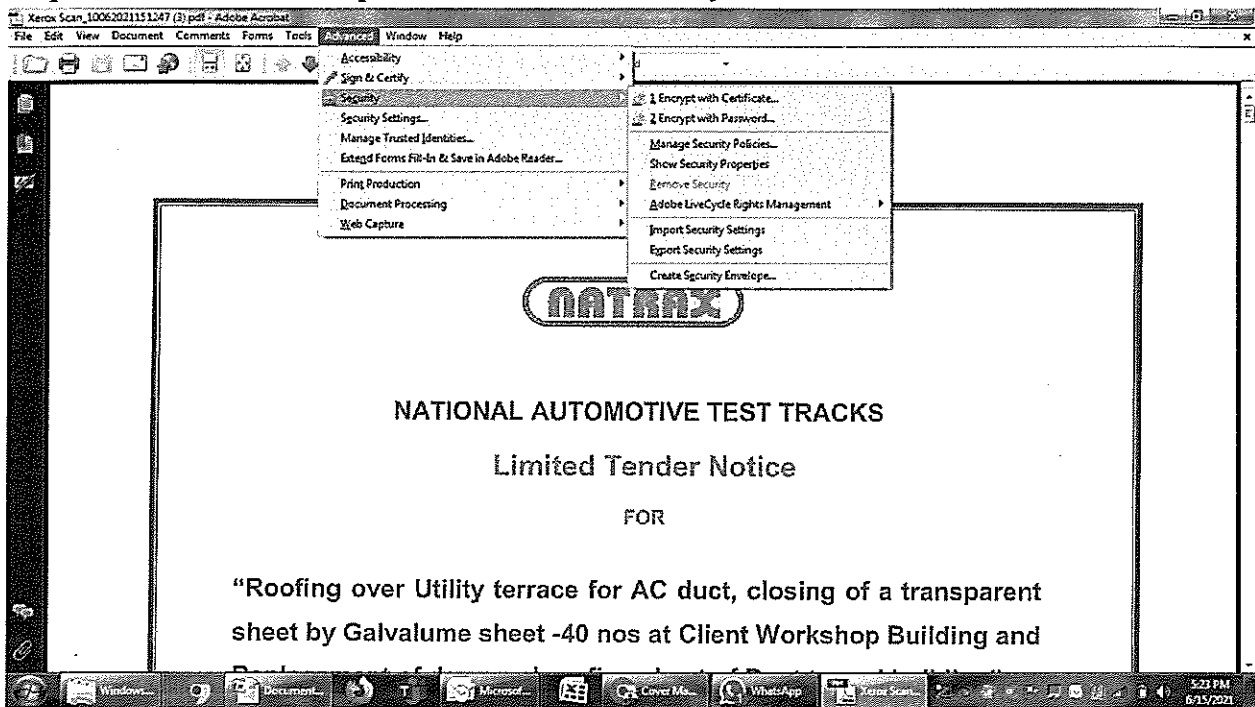 Xerox Scan_10062021151247 (3).pdf - Adobe Acrobat
File Edit View Document Comments Forms Tools Advanced Window Help
Accessibility
Sign & Certify
Security
Security Settings...
Manage Trusted Identities...
Extend Forms Fill-In & Save in Adobe Reader...
Print Production
Document Processing
Web Capture
1 Encrypt with Certificate...
2 Encrypt with Password...
Manage Security Policies...
Show Security Properties
Remove Security
Adobe LiveCycle Rights Management
Import Security Settings
Export Security Settings
Create Security Envelope...
NATRAX
NATIONAL AUTOMOTIVE TEST TRACKS
Limited Tender Notice
FOR
“Roofing over Utility terrace for AC duct, closing of a transparent
sheet by Galvalume sheet -40 nos at Client Workshop Building and
Windows... Document... Microsof... Cover Ma... WhatsApp Xerox Scan... 5:23 PM
6/15/2021